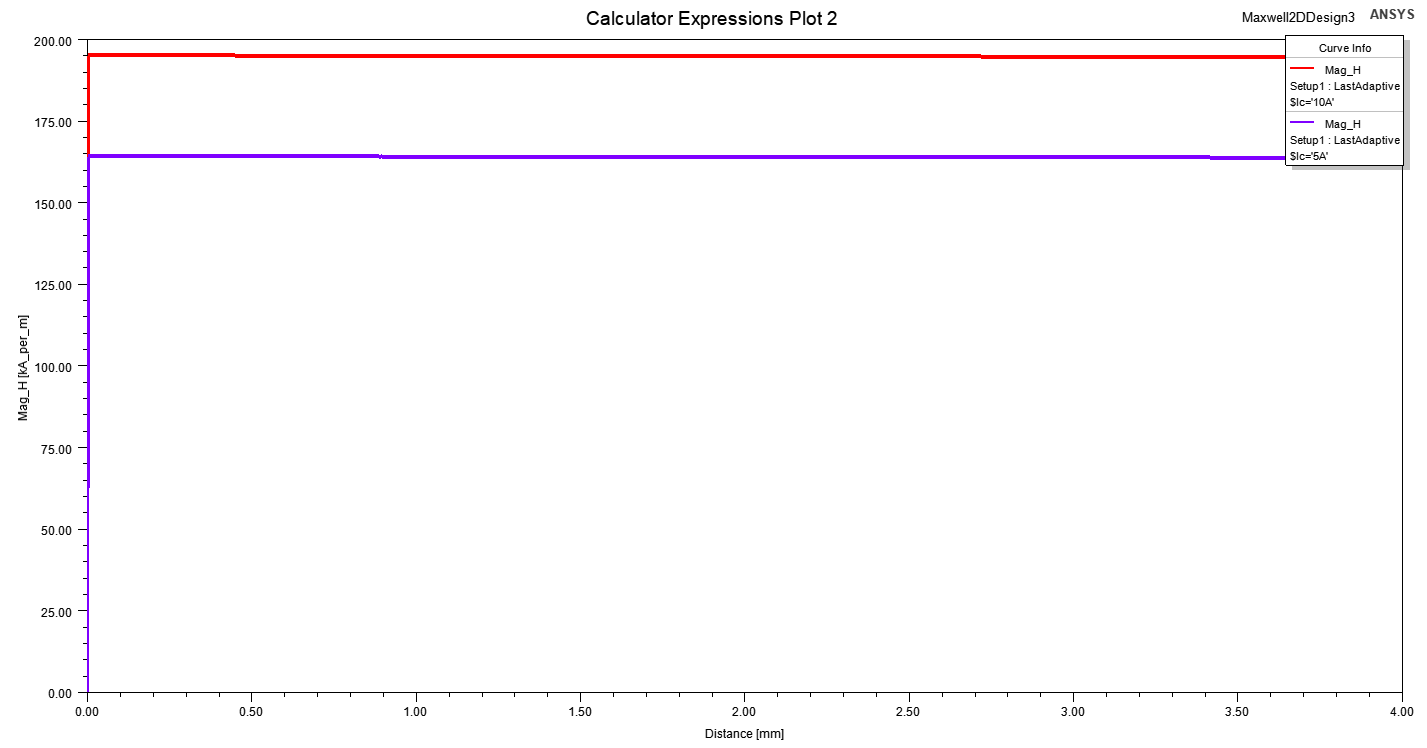 Calculator Expressions Plot 2
Maxwell2DDesign3
ANSYS
Curve Info
Mag_H
Setup1 : LastAdaptive
$Ic='10A'
Mag_H
Setup1 : LastAdaptive
$Ic='5A'
200.00
175.00
150.00
125.00
100.00
75.00
50.00
25.00
0.00
Mag_H [kA_per_m]
0.00 0.50 1.00 1.50 2.00 2.50 3.00 3.50 4.00
Distance [mm]